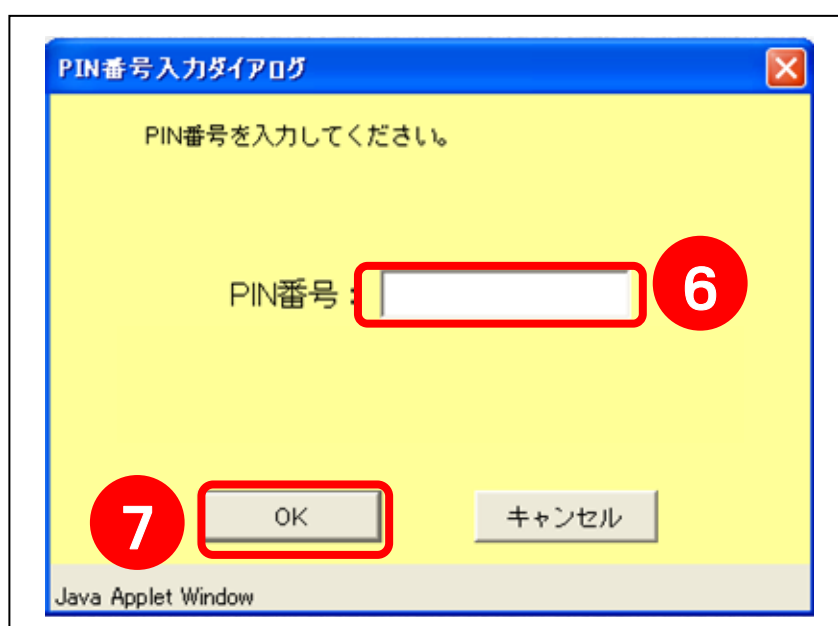 PIN番号入力ダイアログ
PIN番号を入力してください。
PIN番号：
6
7
OK
キャンセル
Java Applet Window